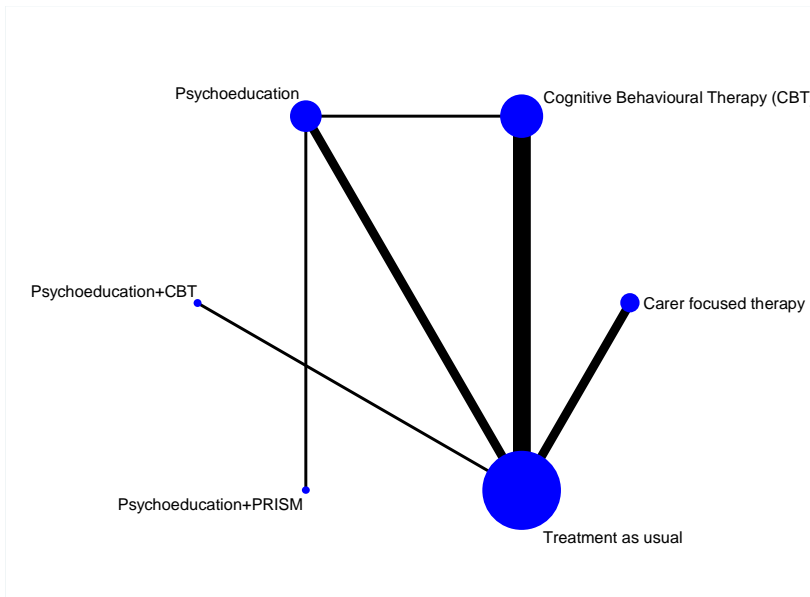 Psychoeducation
Cognitive Behavioural Therapy (CBT
Psychoeducation+CBT
Carer focused therapy
Psychoeducation+PRISM
Treatment as usual